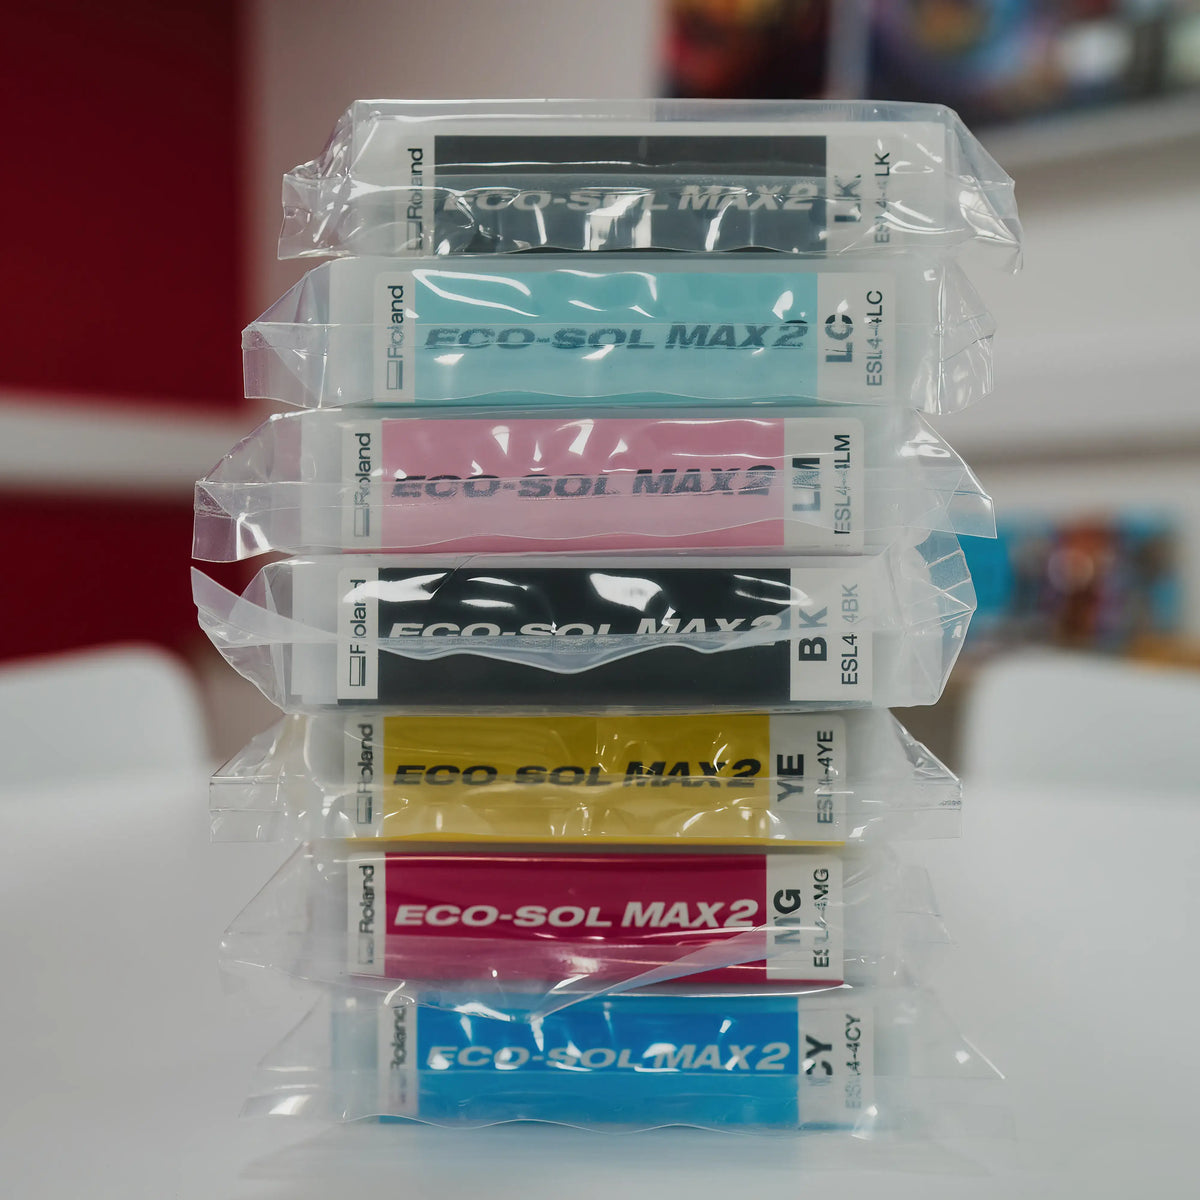 Roland ECO-SOL MAX 2 LK ESL4-4LK
Roland ECO-SOL MAX 2 LC ESL4-4LC
Roland ECO-SOL MAX 2 LM ESL4-4LM
Roland ECO-SOL MAX 2 BK ESL4-4BK
Roland ECO-SOL MAX 2 YE ESL4-4YE
Roland ECO-SOL MAX 2 MG ESL4-4MG
Roland ECO-SOL MAX 2 CY ESL4-4CY